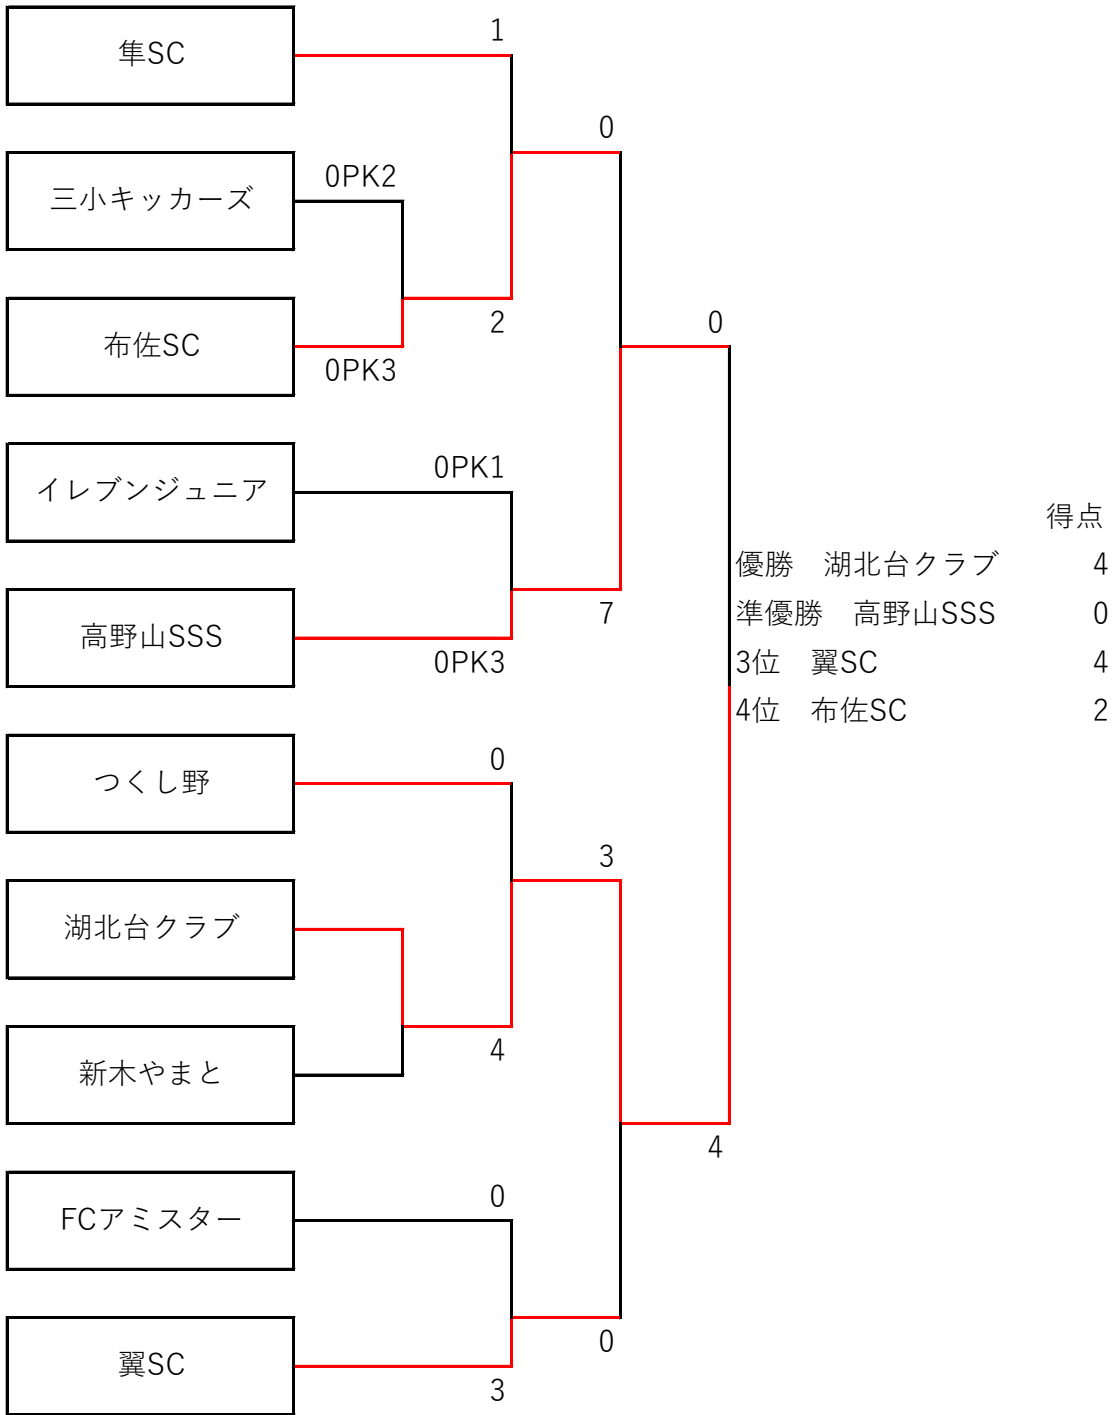 1
隼SC
0
0PK2
三小キッカーズ
2
0
布佐SC
0PK3
0PK1
イレブンジュニア
得点
優勝　湖北台クラブ　4
7
準優勝　高野山SSS　0
高野山SSS
0PK3
3位　翼SC　4
4位　布佐SC　2
0
つくし野
3
湖北台クラブ
4
新木やまと
4
0
FCアミスター
0
翼SC
3